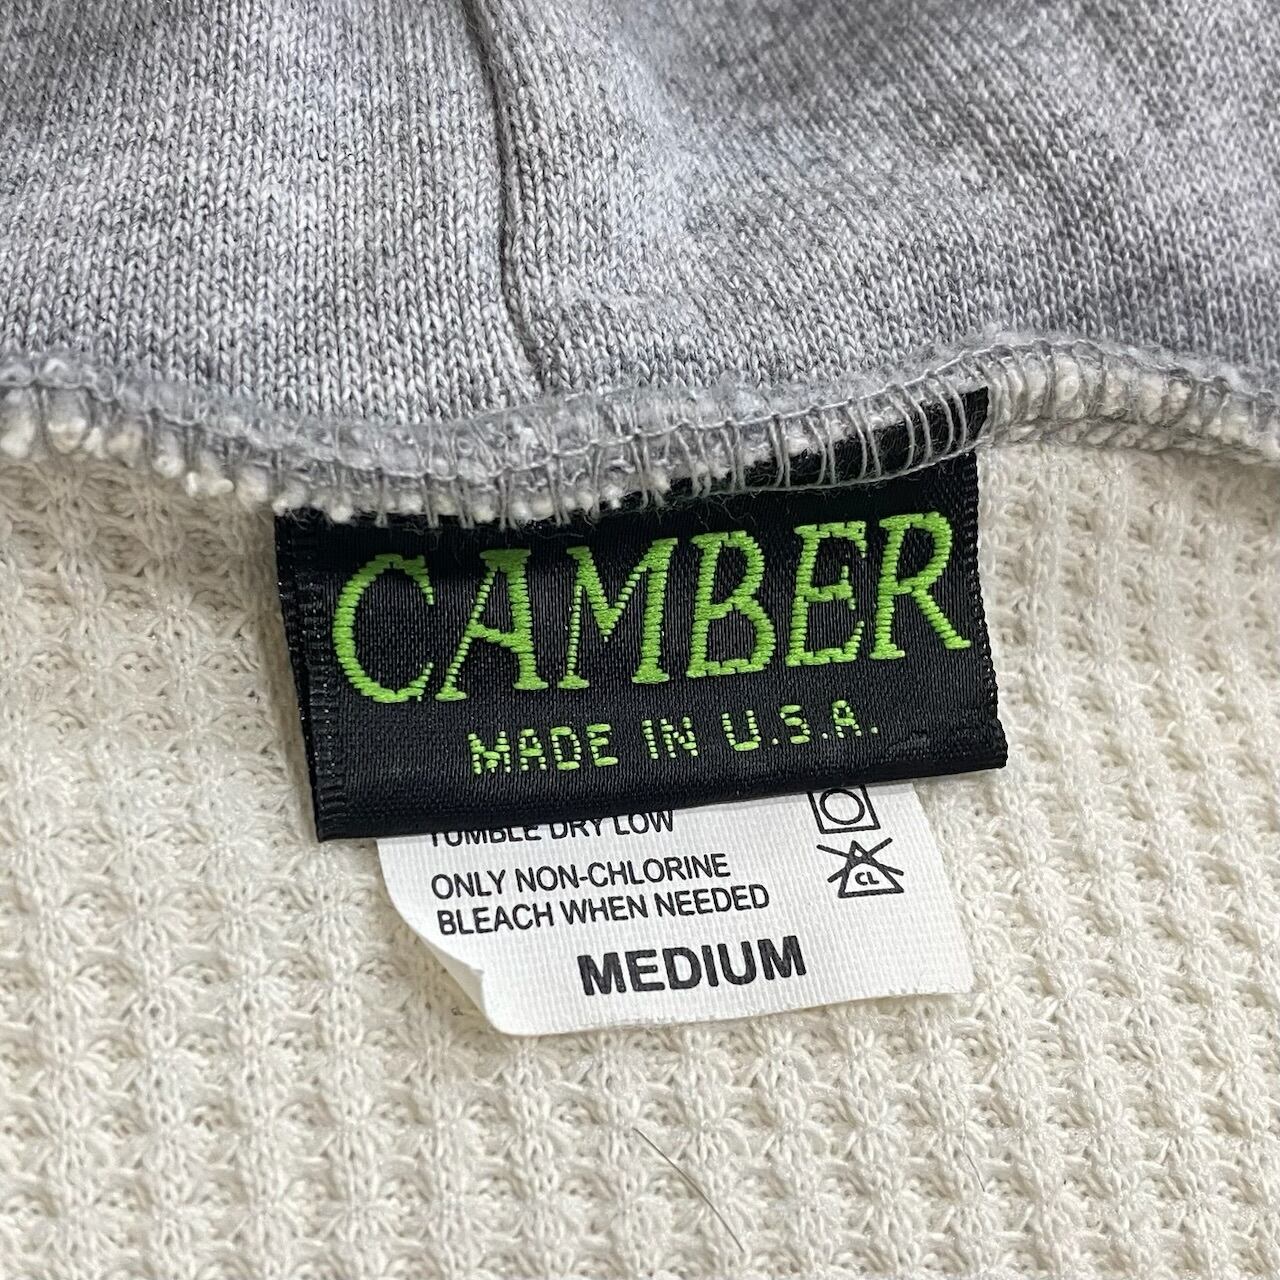 CAMBER
MADE IN U.S.A.
TUMBLE DRY LOW
ONLY NON-CHLORINE
BLEACH WHEN NEEDED
CL
MEDIUM